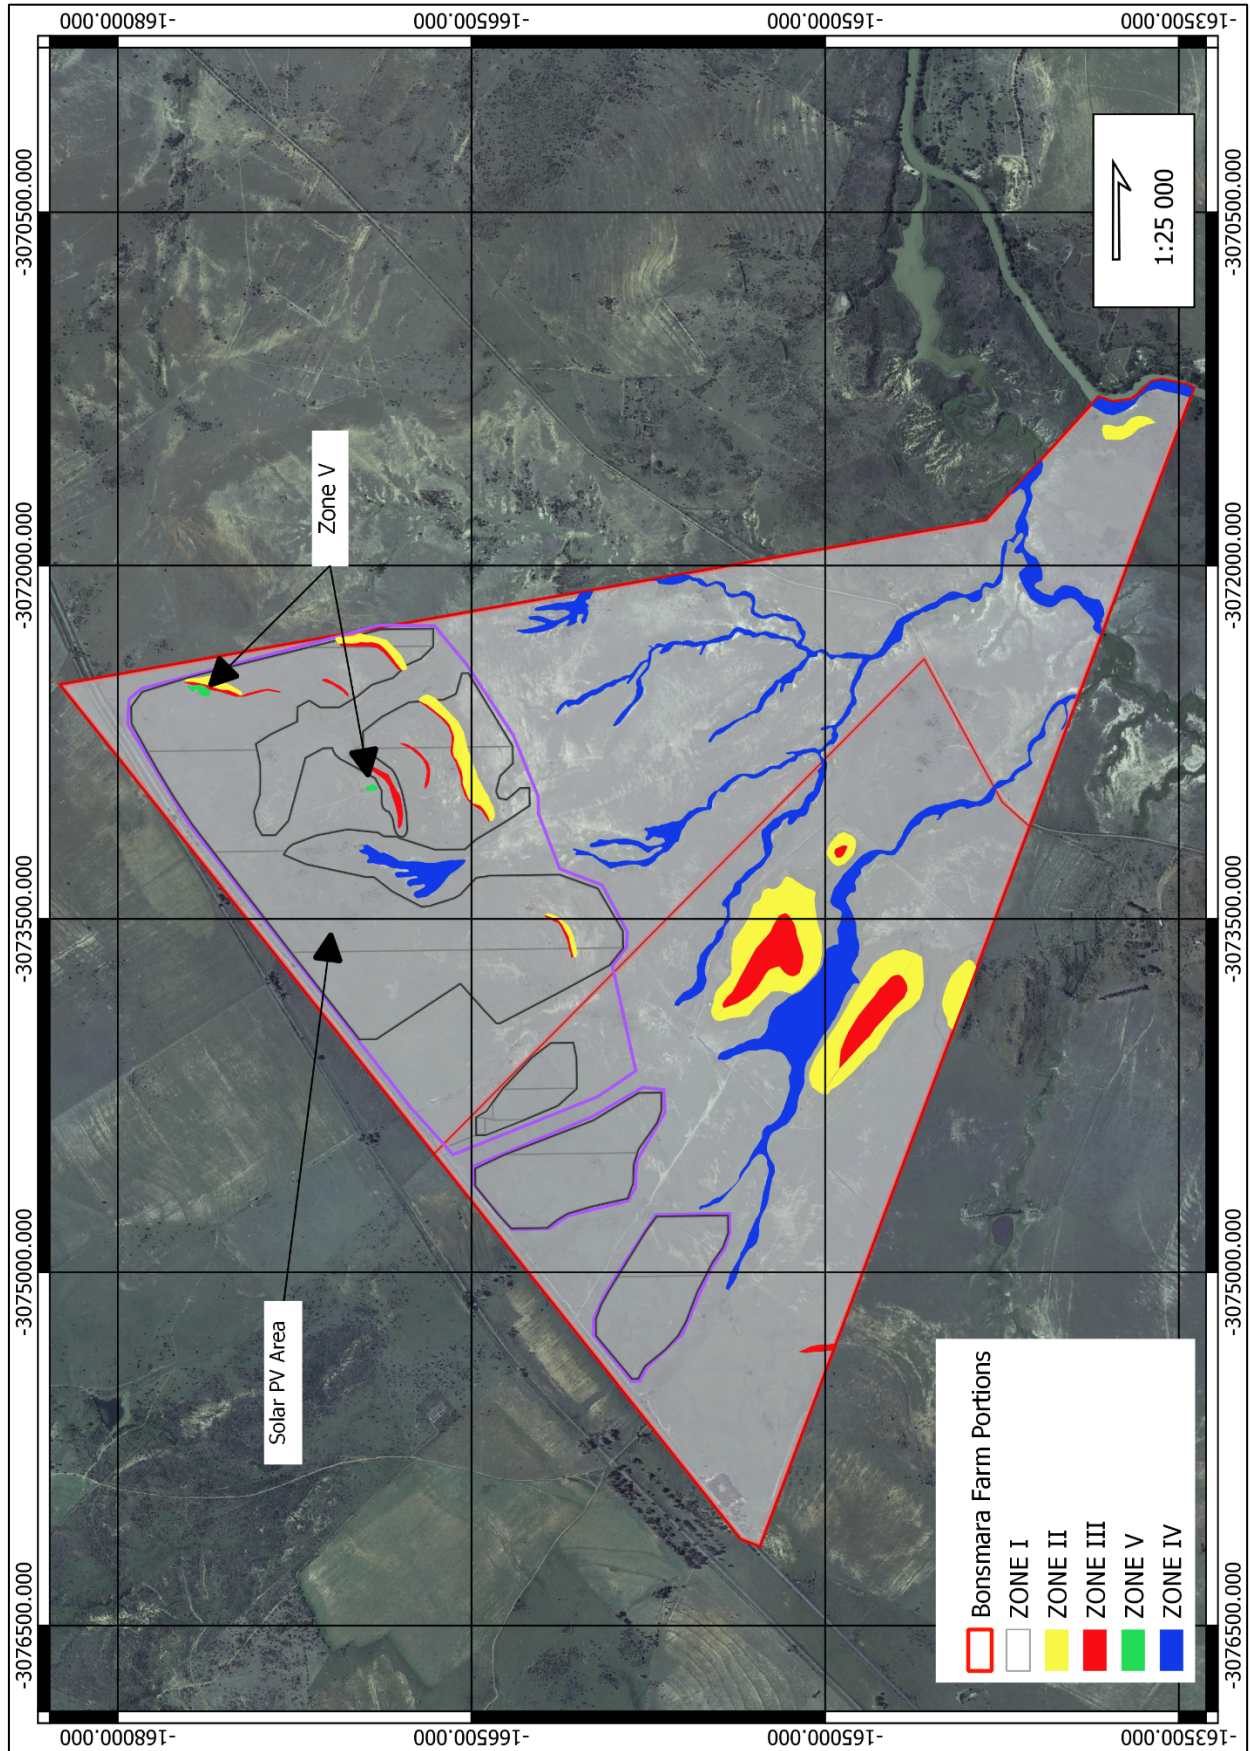 -168000.000
-166500.000
-165000.000
-163500.000
-3070500.000
-3072000.000
-3073500.000
-3075000.000
-3076500.000
-3070500.000
-3072000.000
-3073500.000
-3075000.000
-3076500.000
Zone V
Solar PV Area
1:25 000
Bonsmara Farm Portions
ZONE I
ZONE II
ZONE III
ZONE V
ZONE IV
-168000.000
-166500.000
-165000.000
-163500.000